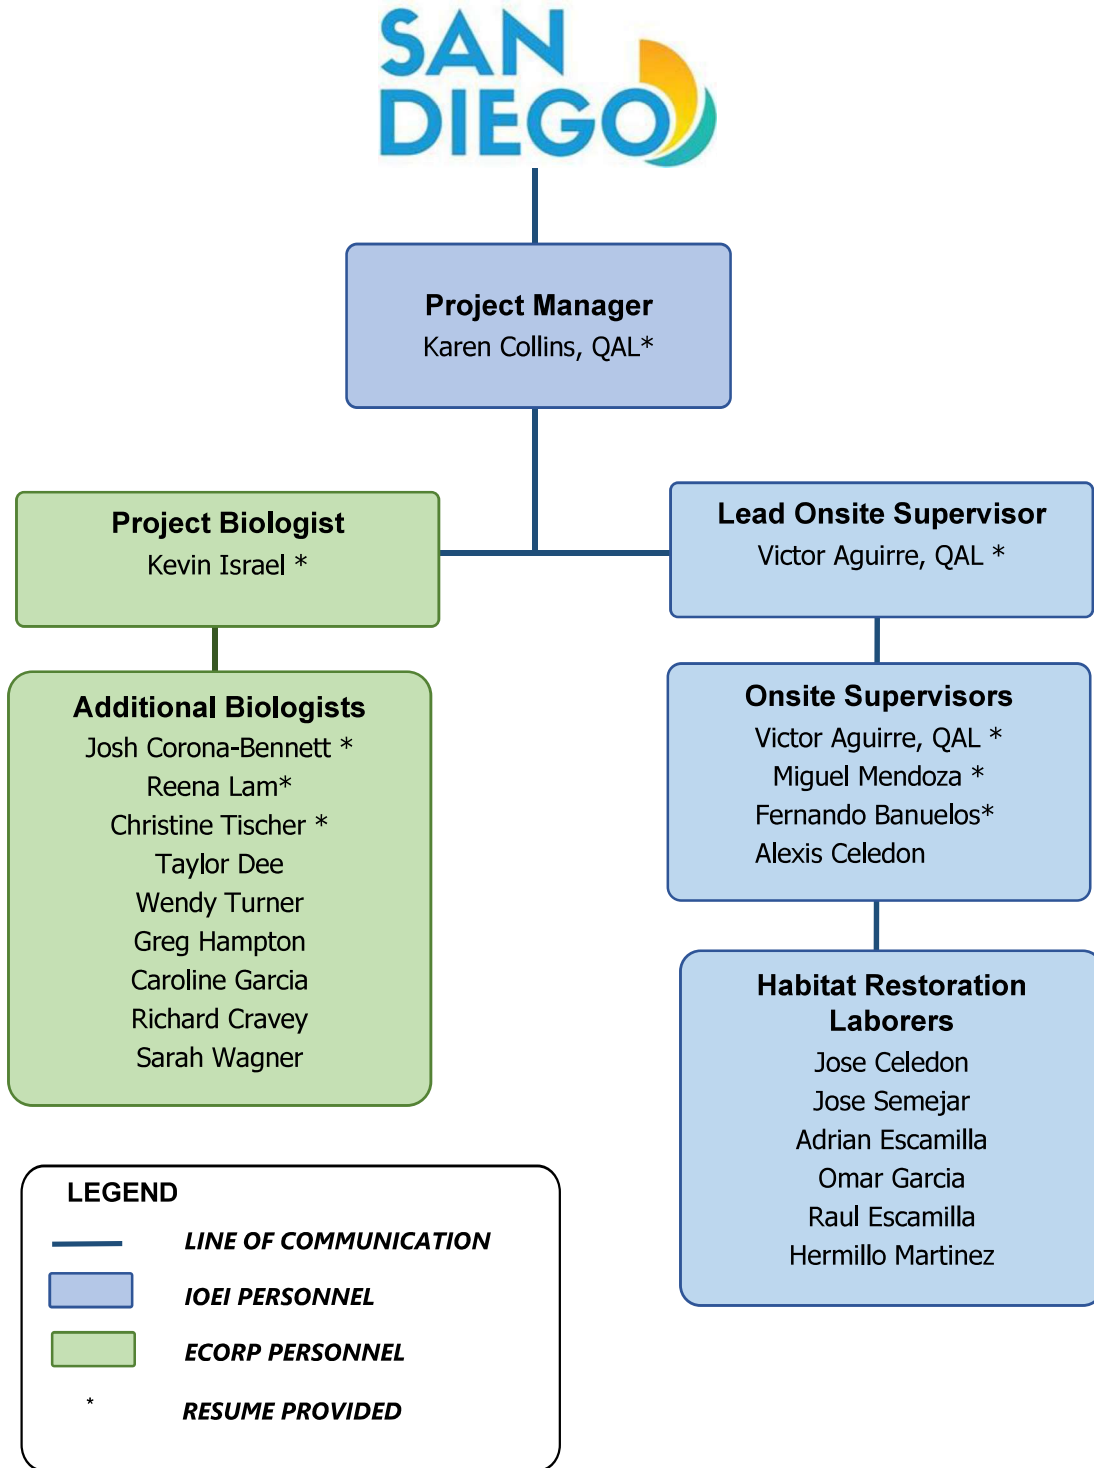 SAN
DIEGO
Project Manager
Karen Collins, QAL*
Project Biologist
Kevin Israel *
Lead Onsite Supervisor
Victor Aguirre, QAL *
Additional Biologists
Josh Corona-Bennett *
Reena Lam*
Christine Tischer *
Taylor Dee
Wendy Turner
Greg Hampton
Caroline Garcia
Richard Cravey
Sarah Wagner
Onsite Supervisors
Victor Aguirre, QAL *
Miguel Mendoza *
Fernando Banuelos*
Alexis Celedon
Habitat Restoration
Laborers
Jose Celedon
Jose Semejar
Adrian Escamilla
Omar Garcia
Raul Escamilla
Hermillo Martinez
LEGEND
LINE OF COMMUNICATION
IOEI PERSONNEL
ECORP PERSONNEL
* RESUME PROVIDED